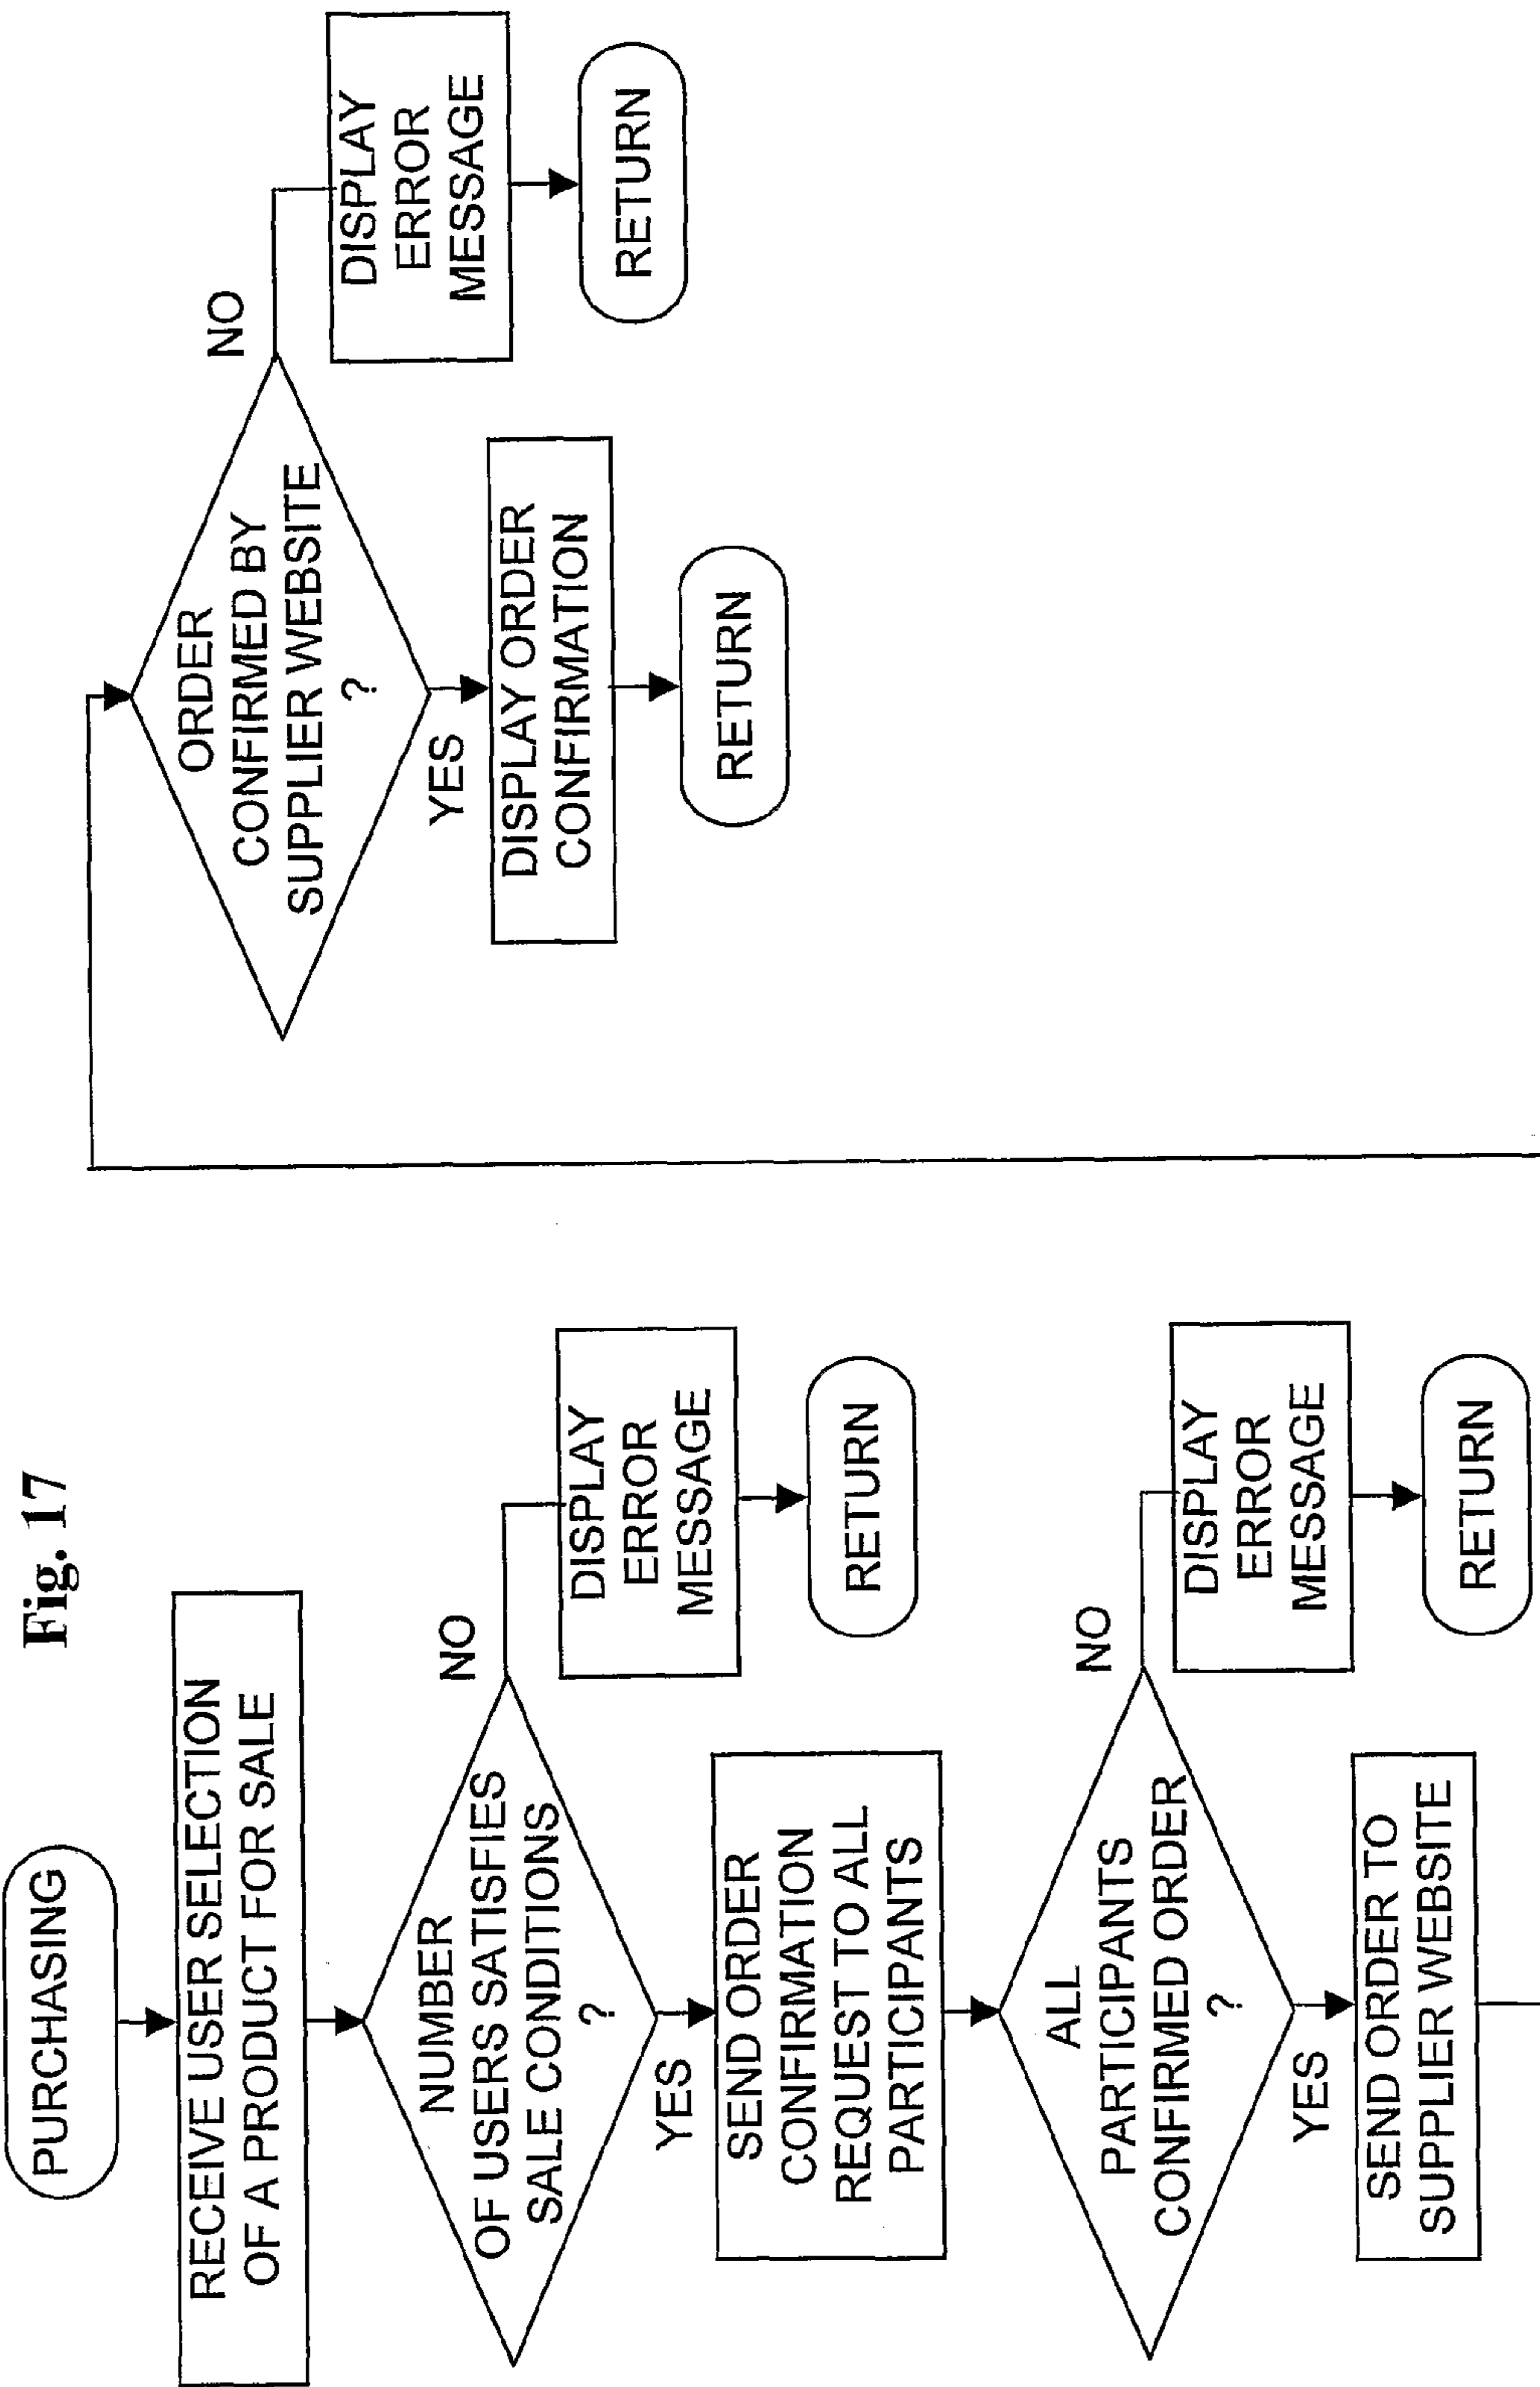 Fig. 17
PURCHASING
RECEIVE USER SELECTION
OF A PRODUCT FOR SALE
NUMBER
OF USERS SATISFIES
SALE CONDITIONS
?
NO
DISPLAY
ERROR
MESSAGE
RETURN
YES
SEND ORDER
CONFIRMATION
REQUEST TO ALL
PARTICIPANTS
ALL
PARTICIPANTS
CONFIRMED ORDER
?
NO
DISPLAY
ERROR
MESSAGE
RETURN
YES
SEND ORDER TO
SUPPLIER WEBSITE
ORDER
CONFIRMED BY
SUPPLIER WEBSITE
?
NO
DISPLAY
ERROR
MESSAGE
RETURN
YES
DISPLAY ORDER
CONFIRMATION
RETURN